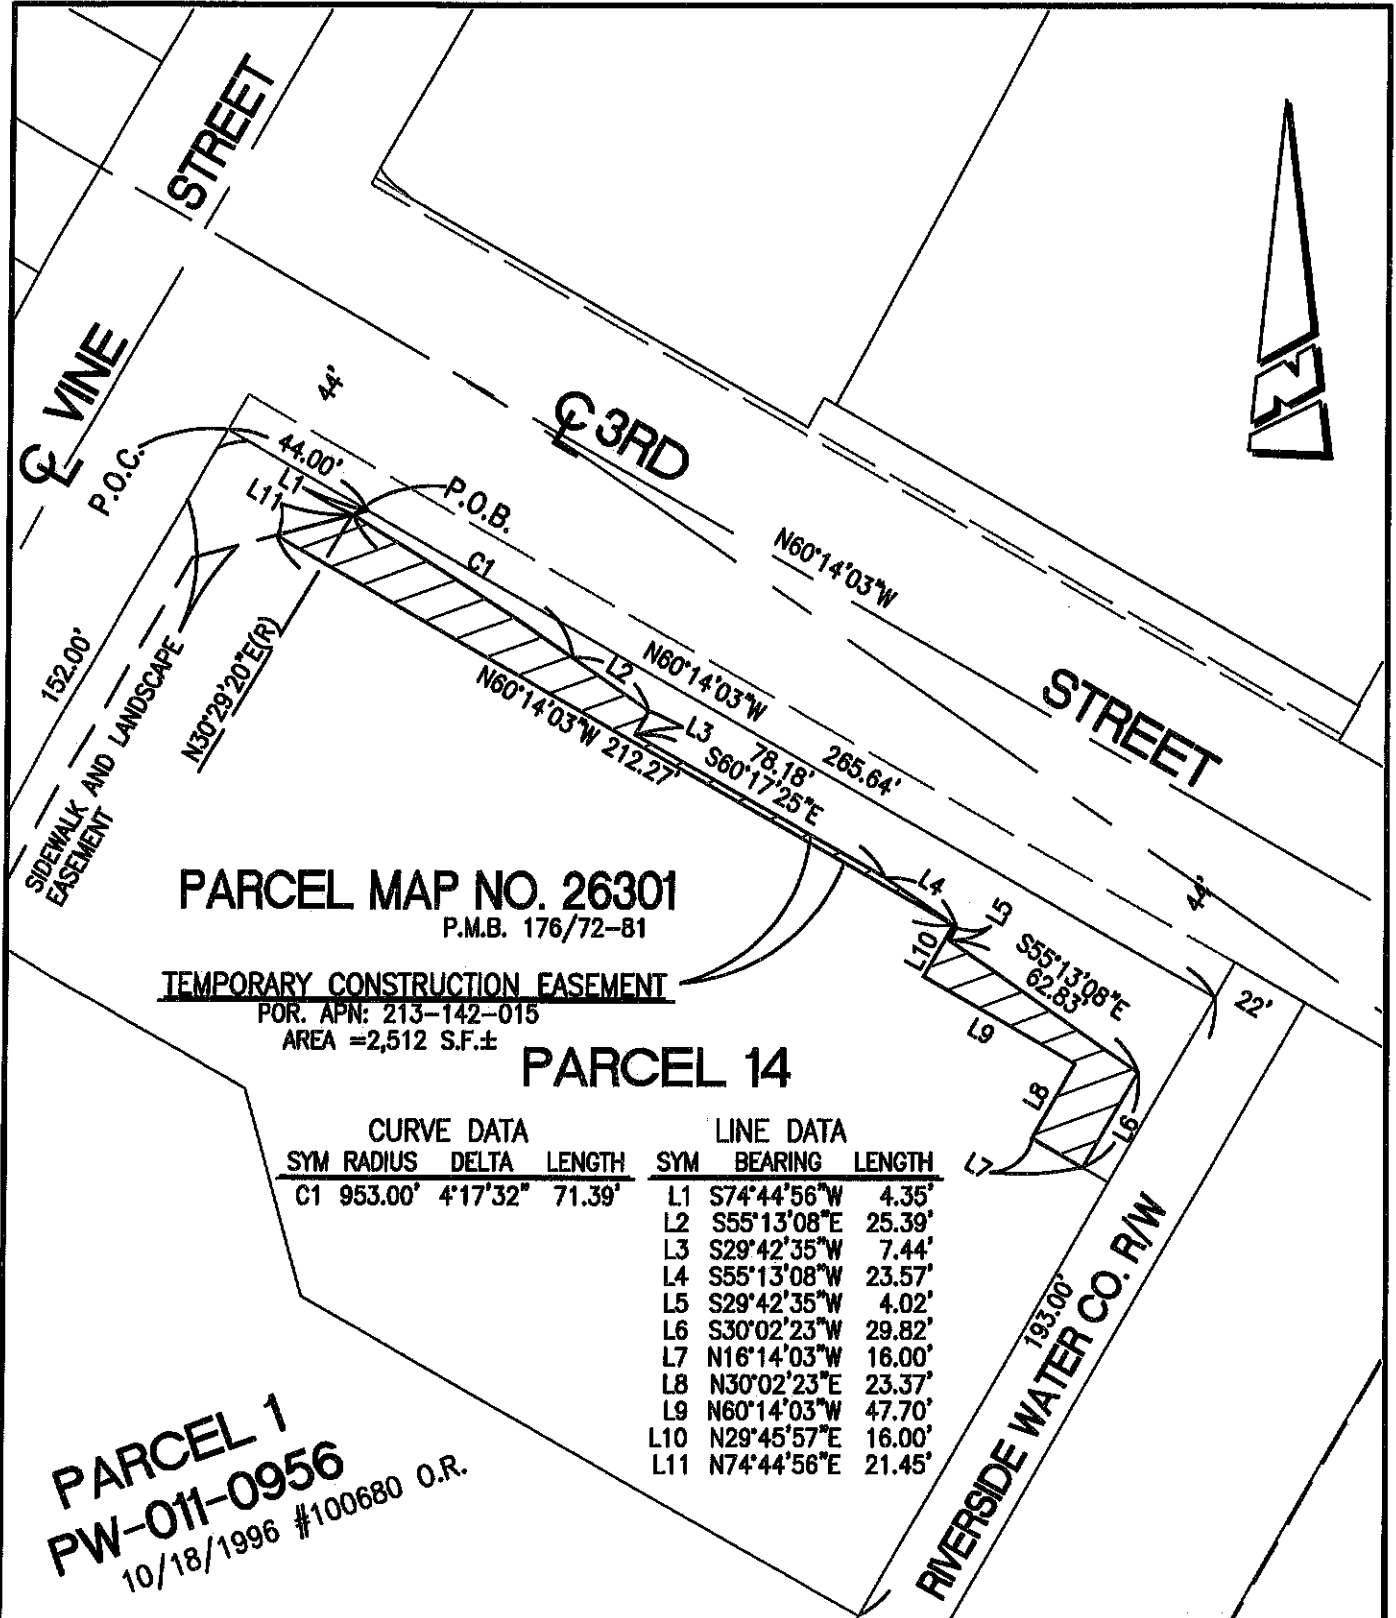 STREET
℄ VINE
44'
℄ 3RD
P.O.C.
44.00'
L1
L11
P.O.B.
C1
N60°14'03"W
152.00'
SIDEWALK AND LANDSCAPE
EASEMENT
N30°29'20"E(R)
L2
N60°14'03"W
N60°14'03"W 212.27'
L3
78.18'
S60°17'25"E
265.64'
STREET
L4
L5
44'
L10
S55°13'08"E
62.83'
22'
L9
L8
L6
L7
N
PARCEL MAP NO. 26301
P.M.B. 176/72-81
TEMPORARY CONSTRUCTION EASEMENT
POR. APN: 213-142-015
AREA =2,512 S.F.±
PARCEL 14
CURVE DATA
SYM RADIUS DELTA LENGTH
C1 953.00' 4°17'32" 71.39'
LINE DATA
SYM BEARING LENGTH
L1 S74°44'56"W 4.35'
L2 S55°13'08"E 25.39'
L3 S29°42'35"W 7.44'
L4 S55°13'08"W 23.57'
L5 S29°42'35"W 4.02'
L6 S30°02'23"W 29.82'
L7 N16°14'03"W 16.00'
L8 N30°02'23"E 23.37'
L9 N60°14'03"W 47.70'
L10 N29°45'57"E 16.00'
L11 N74°44'56"E 21.45'
193.00'
RIVERSIDE WATER CO. R/W
PARCEL 1
PW-011-0956
10/18/1996 #100680 O.R.